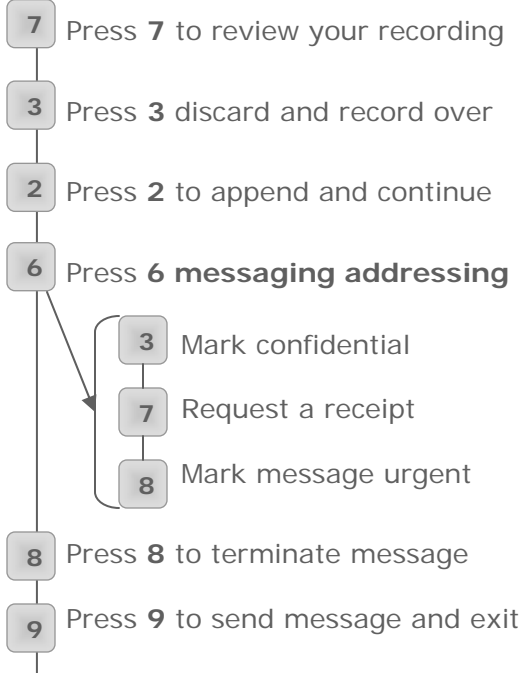 7 Press 7 to review your recording
3 Press 3 discard and record over
2 Press 2 to append and continue
6 Press 6 messaging addressing
3 Mark confidential
7 Request a receipt
8 Mark message urgent
8 Press 8 to terminate message
9 Press 9 to send message and exit